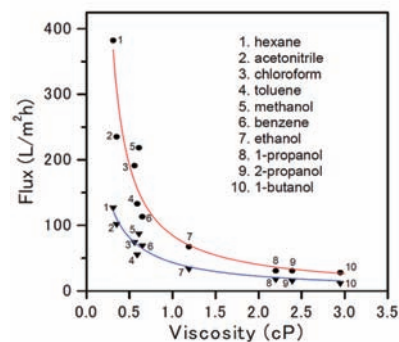 400
300
200
100
0
Flux (L/m²h)
0.0 0.5 1.0 1.5 2.0 2.5 3.0 3.5
Viscosity (cP)
1. hexane
2. acetonitrile
3. chloroform
4. toluene
5. methanol
6. benzene
7. ethanol
8. 1-propanol
9. 2-propanol
10. 1-butanol
1
2
5
3
4
6
7
8 9 10
1
2
5
3
6
4
7
8 9 10